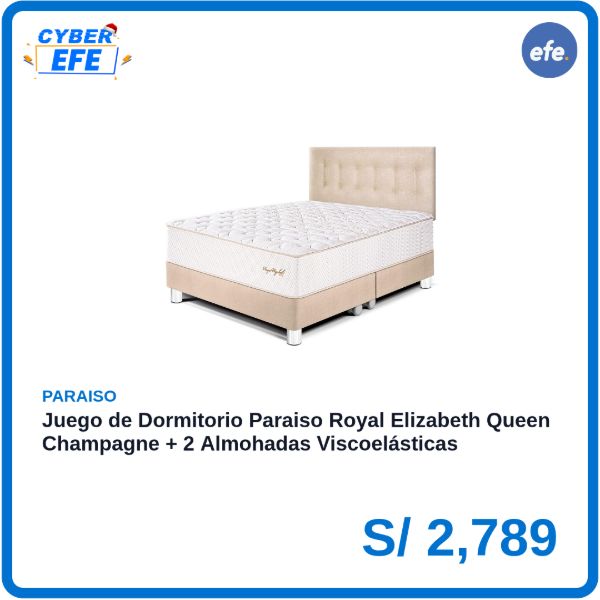 CYBER
EFE
efe.
PARAISO
Juego de Dormitorio Paraiso Royal Elizabeth Queen
Champagne + 2 Almohadas Viscoelásticas
S/ 2,789